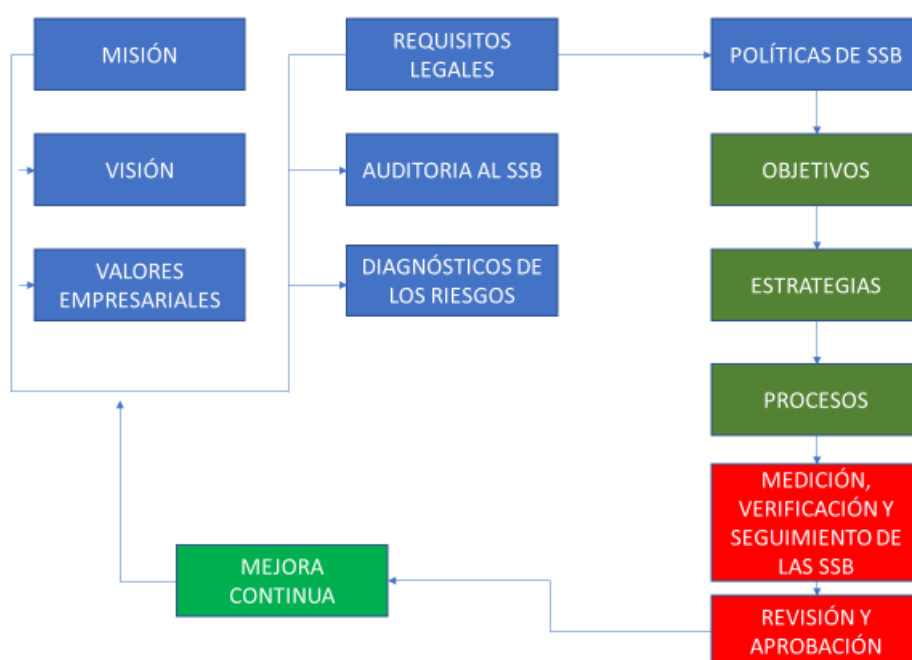 MISIÓN
VISIÓN
VALORES
EMPRESARIALES
REQUISITOS
LEGALES
AUDITORIA AL SSB
DIAGNÓSTICOS DE
LOS RIESGOS
POLÍTICAS DE SSB
OBJETIVOS
ESTRATEGIAS
PROCESOS
MEDICIÓN,
VERIFICACIÓN Y
SEGUIMIENTO DE
LAS SSB
REVISIÓN Y
APROBACIÓN
MEJORA
CONTINUA